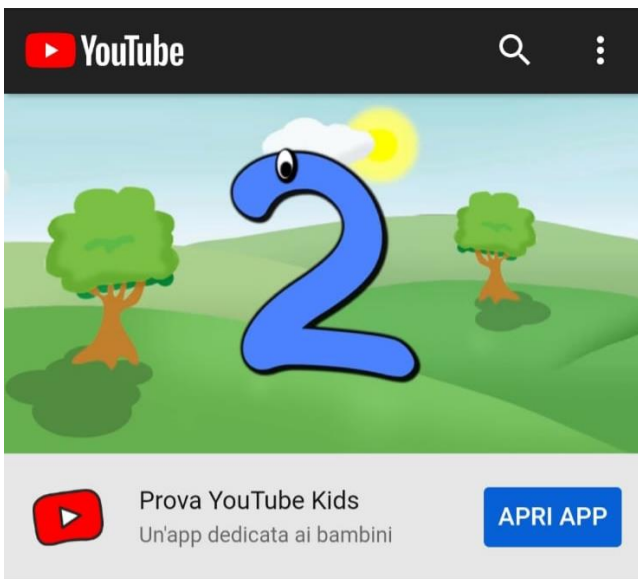 YouTube
2
Prova YouTube Kids
Un'app dedicata ai bambini
APRI APP